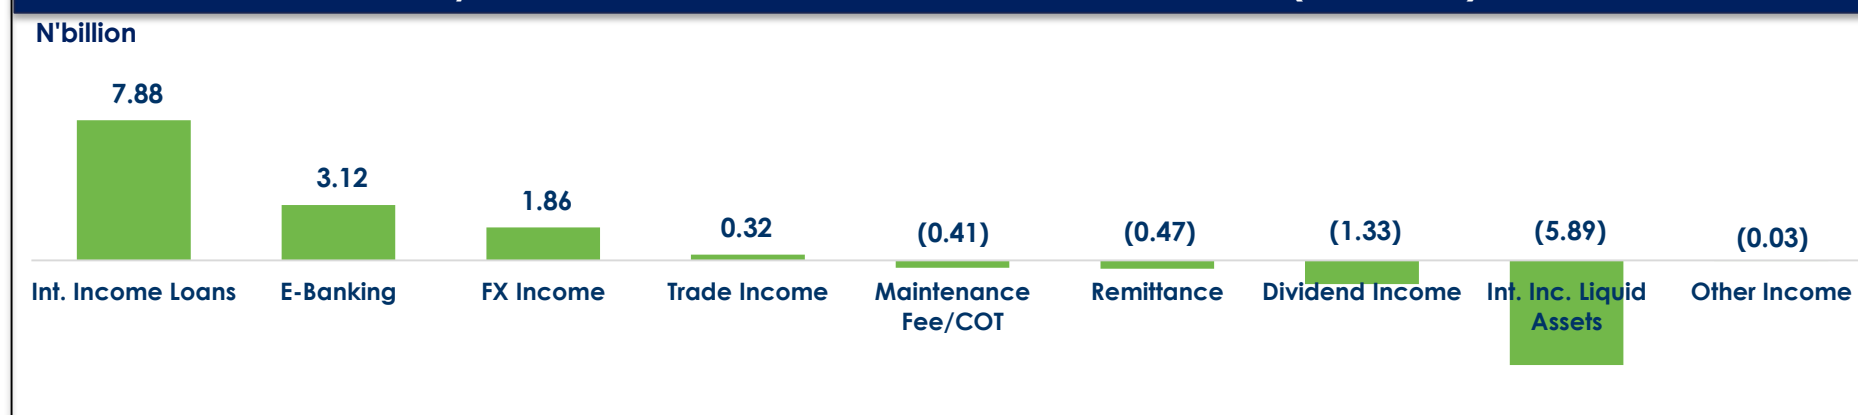 N'billion
7.88
3.12
1.86
0.32
(0.41)
(0.47)
(1.33)
(5.89)
(0.03)
Int. Income Loans
E-Banking
FX Income
Trade Income
Maintenance
Fee/COT
Remittance
Dividend Income
Int. Inc. Liquid
Assets
Other Income